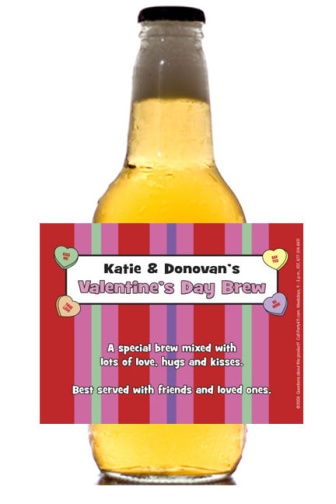 Katie & Donovan's
Valentine's Day Brew
A special brew mixed with
lots of love, hugs and kisses.
Best served with friends and loved ones.